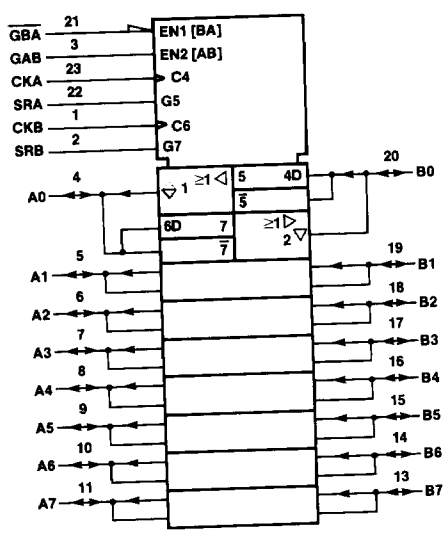 G̅B̅A̅ 21 EN1 [BA]
GAB 3 EN2 [AB]
CKA 23 C4
SRA 22 G5
CKB 1 C6
SRB 2 G7
A0 4 ▽ 1 ≥1 ◁ 5 4D 20 B0
5̅
6D 7 ≥1 ▷
7̅ 2 ▽
A1 5 19 B1
A2 6 18 B2
A3 7 17 B3
A4 8 16 B4
A5 9 15 B5
A6 10 14 B6
A7 11 13 B7